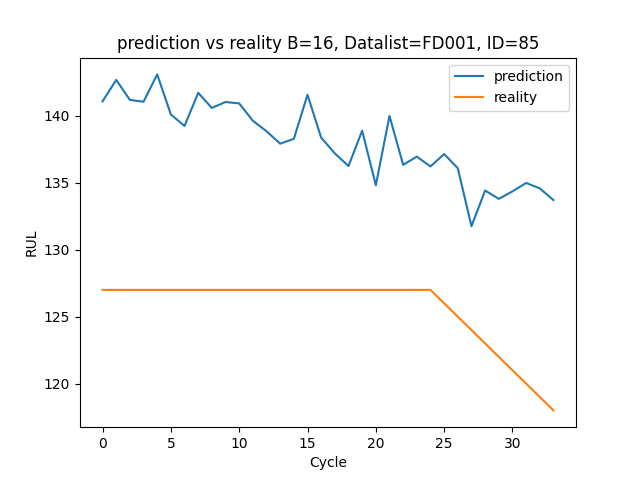 prediction vs reality B=16, Datalist=FD001, ID=85
prediction
reality
140
135
130
125
120
RUL
0 5 10 15 20 25 30
Cycle